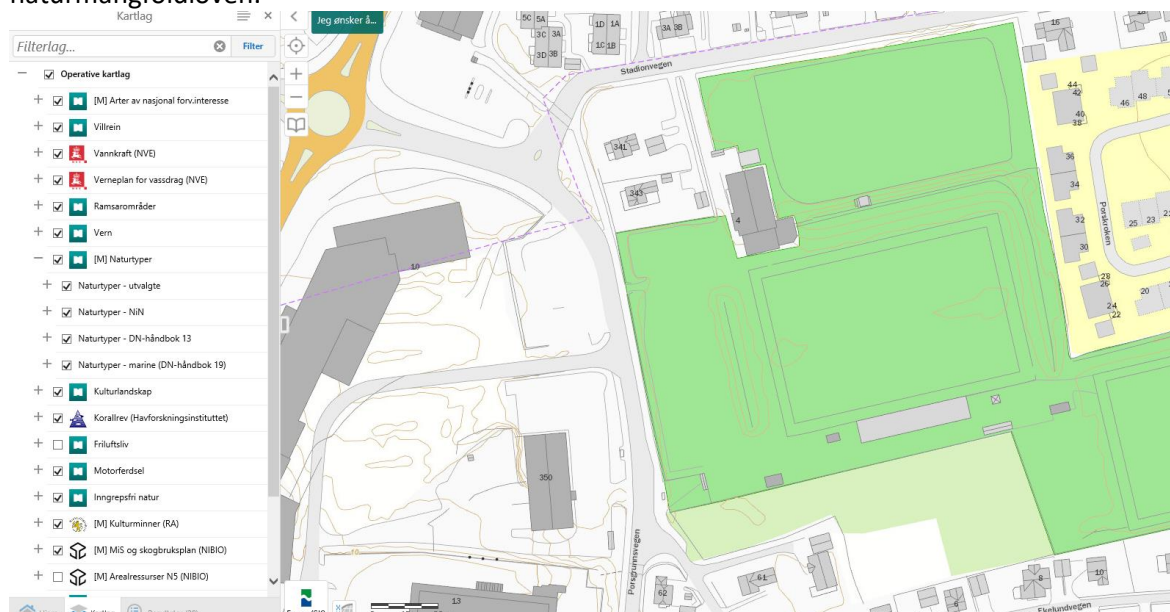 naturmangfoldloven.
Kartlag
Filterlag...
Filter
Operative kartlag
[M] Arter av nasjonal forv.interesse
Villrein
Vannkraft (NVE)
Verneplan for vassdrag (NVE)
Ramsarområder
Vern
[M] Naturtyper
Naturtyper - utvalgte
Naturtyper - NiN
Naturtyper - DN-håndbok 13
Naturtyper - marine (DN-håndbok 19)
Kulturlandskap
Korallrev (Havforskningsinstituttet)
Friluftsliv
Motorferdsel
Inngrepsfri natur
[M] Kulturminner (RA)
[M] MiS og skogbruksplan (NIBIO)
[M] Arealressurser N5 (NIBIO)
Jeg ønsker å...
5C 5A
3C 3A
3D 3B
1D 1A
1C 1B
3A 3B
16
Stadionvegen
44
42
40
38
46
48
341
343
36
34
4
32
30
Porskroken
25
23
10
28
26
24
22
20
350
Porsgrunnsvegen
61
62
13
8
10
6
Ekelundvegen